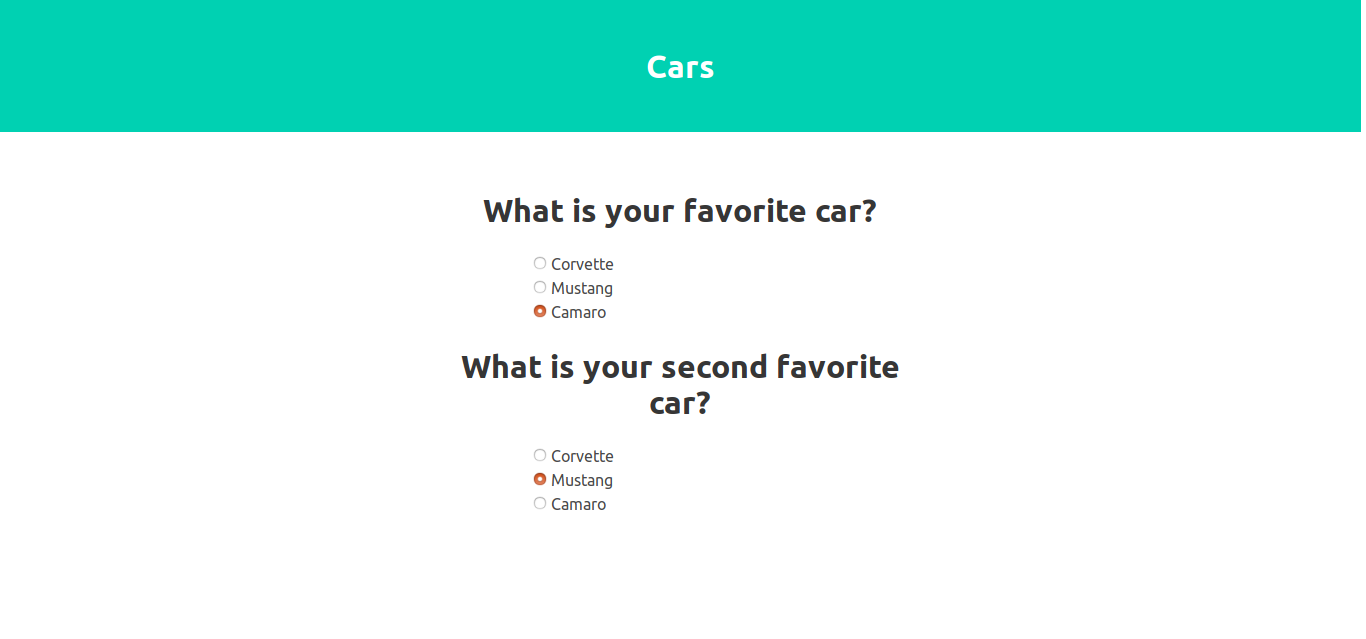 Cars
What is your favorite car?
Corvette
Mustang
Camaro
What is your second favorite
car?
Corvette
Mustang
Camaro